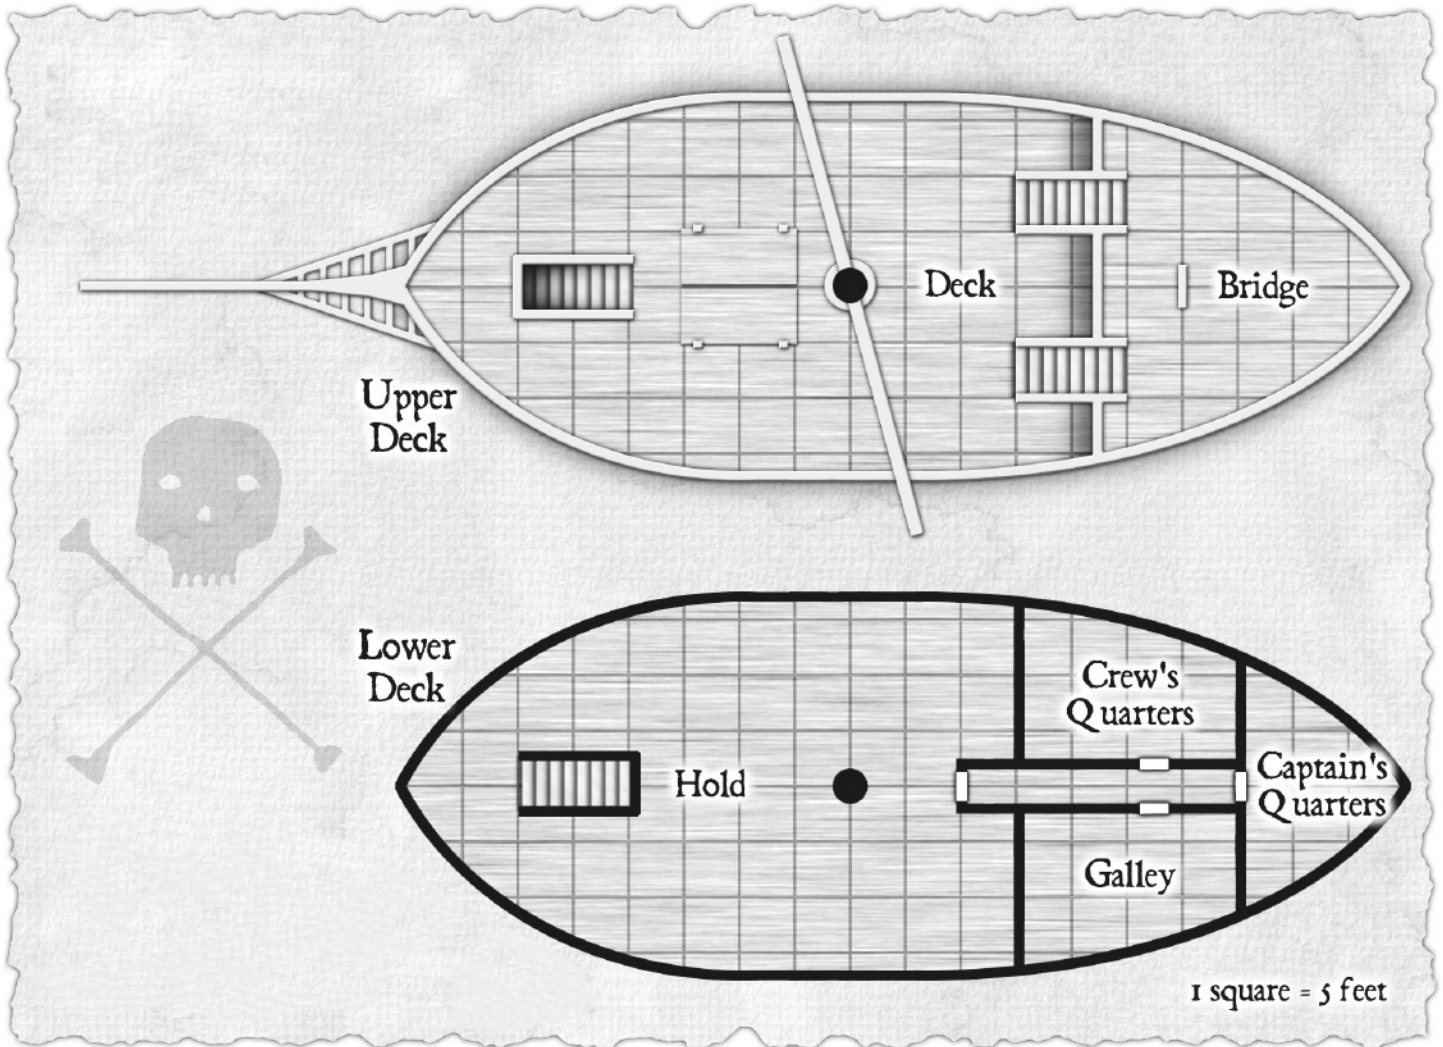 Deck
Bridge
Upper
Deck
Lower
Deck
Crew's
Quarters
Hold
Captain's
Quarters
Galley
1 square = 5 feet